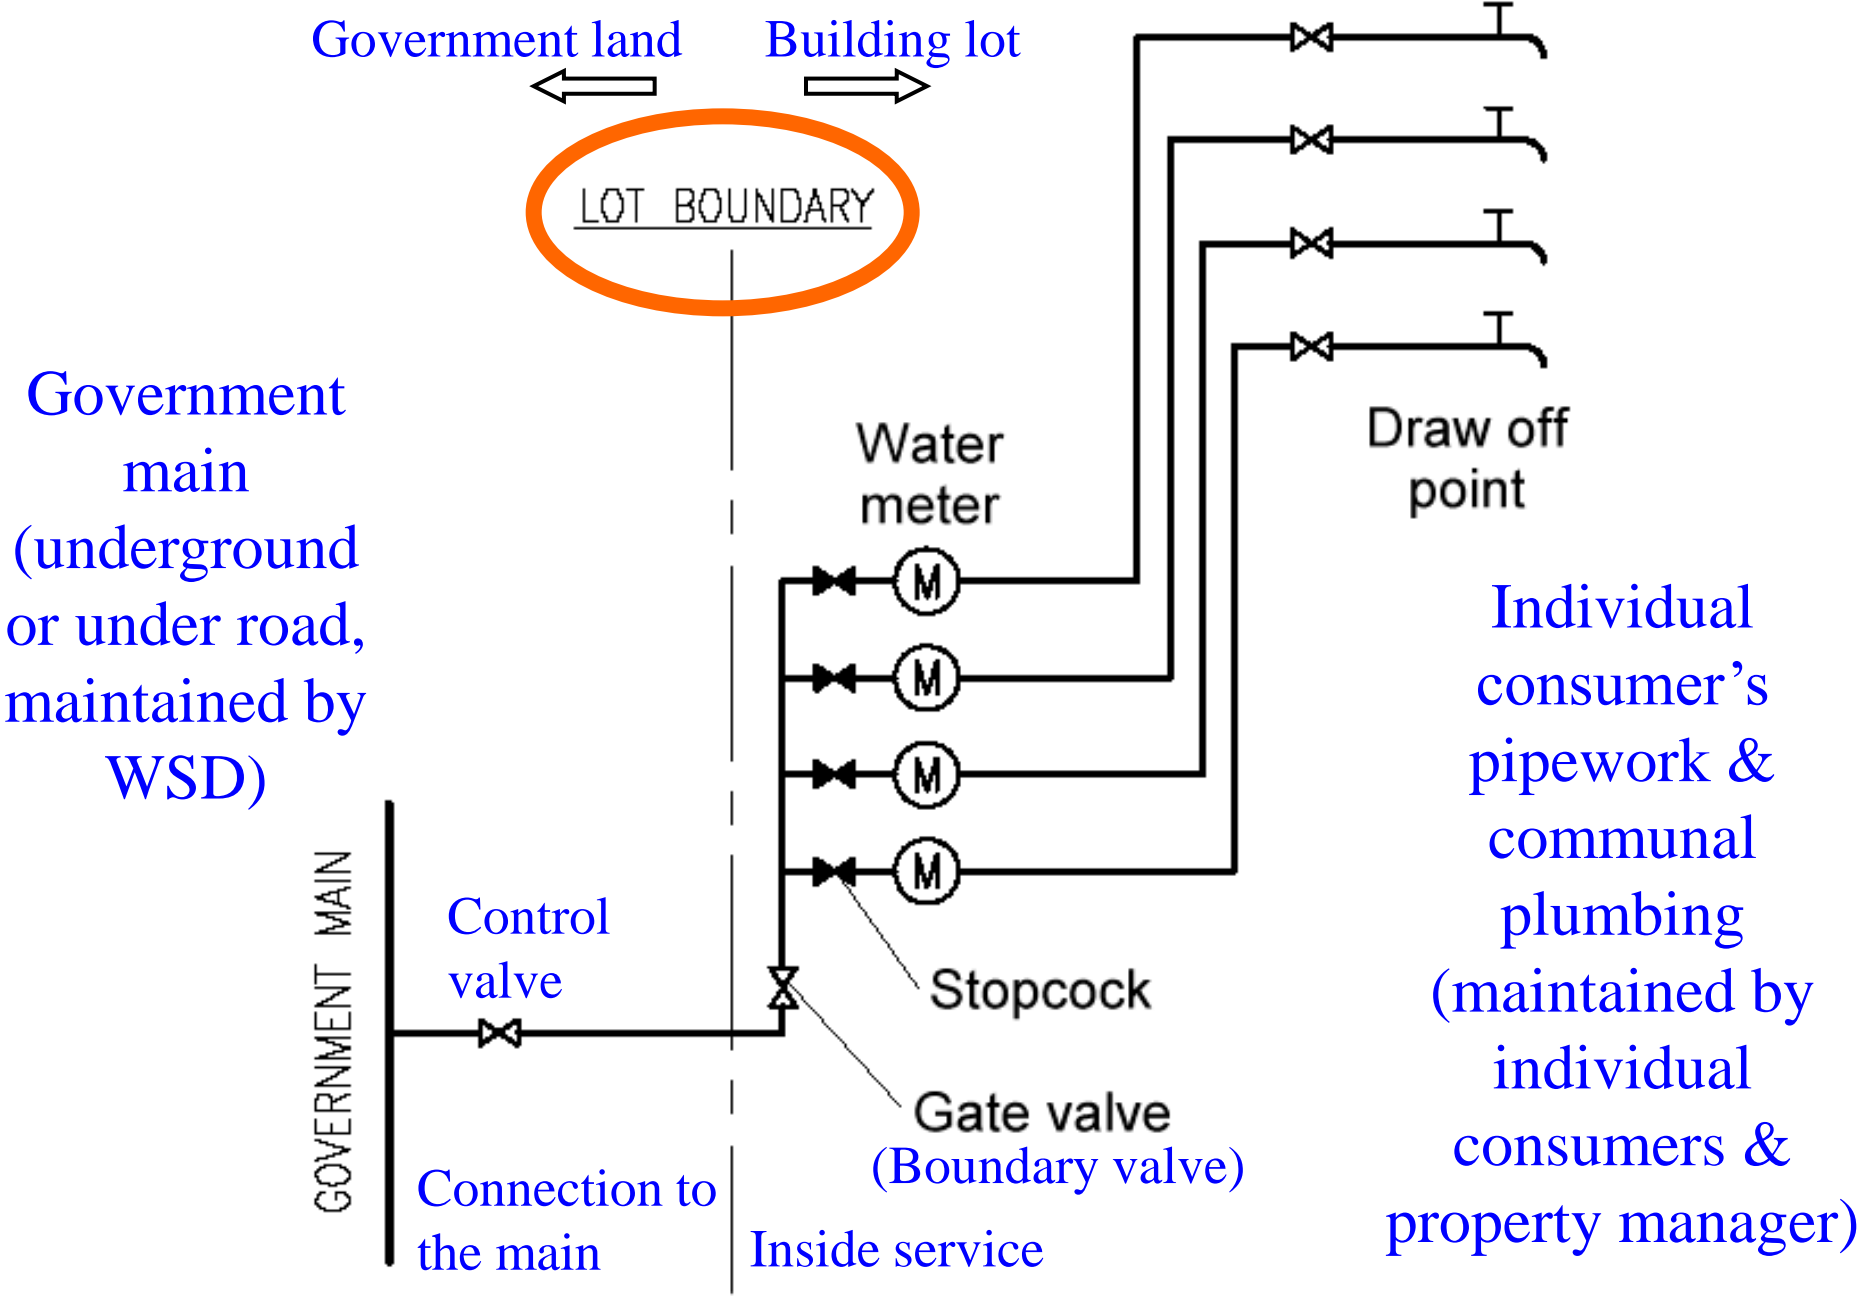 Government land
Building lot
LOT BOUNDARY
Government
main
(underground
or under road,
maintained by
WSD)
Water
meter
Draw off
point
M
M
M
M
Individual
consumer’s
pipework &
communal
plumbing
(maintained by
individual
consumers &
property manager)
GOVERNMENT MAIN
Control
valve
Stopcock
Gate valve
(Boundary valve)
Connection to
the main
Inside service